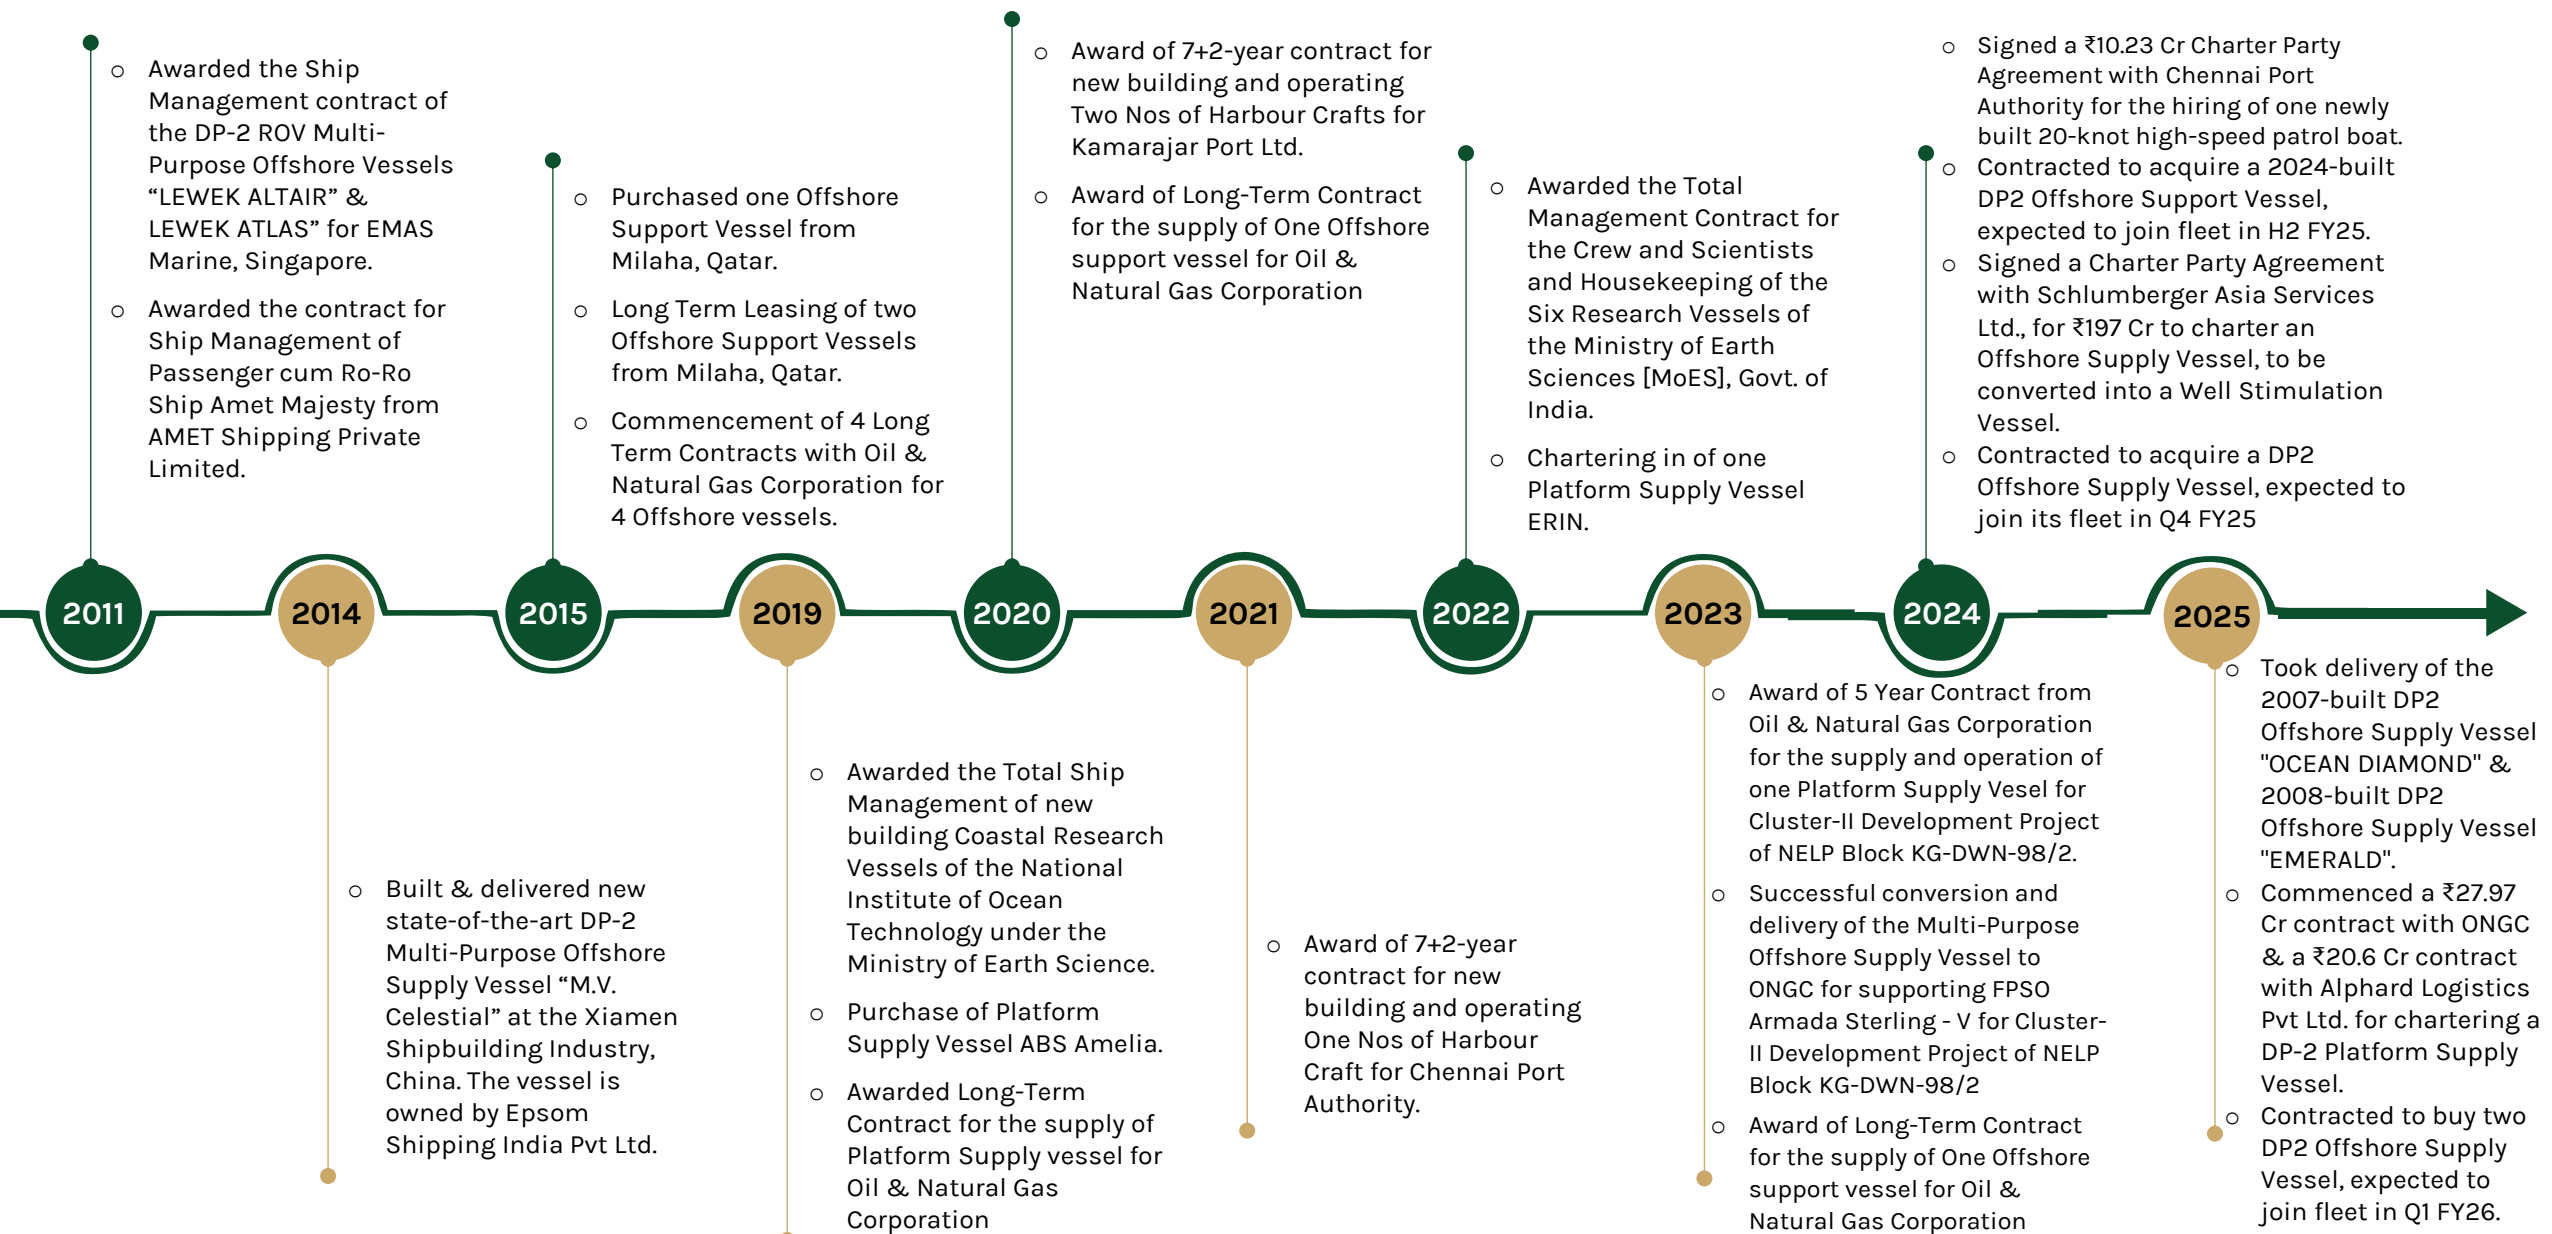 ○ Awarded the Ship
Management contract of
the DP-2 ROV Multi-
Purpose Offshore Vessels
“LEWEK ALTAIR” &
LEWEK ATLAS” for EMAS
Marine, Singapore.
○ Awarded the contract for
Ship Management of
Passenger cum Ro-Ro
Ship Amet Majesty from
AMET Shipping Private
Limited.
○ Purchased one Offshore
Support Vessel from
Milaha, Qatar.
○ Long Term Leasing of two
Offshore Support Vessels
from Milaha, Qatar.
○ Commencement of 4 Long
Term Contracts with Oil &
Natural Gas Corporation for
4 Offshore vessels.
○ Award of 7+2-year contract for
new building and operating
Two Nos of Harbour Crafts for
Kamarajar Port Ltd.
○ Award of Long-Term Contract
for the supply of One Offshore
support vessel for Oil &
Natural Gas Corporation
○ Awarded the Total
Management Contract for
the Crew and Scientists
and Housekeeping of the
Six Research Vessels of
the Ministry of Earth
Sciences [MoES], Govt. of
India.
○ Chartering in of one
Platform Supply Vessel
ERIN.
○ Signed a ₹10.23 Cr Charter Party
Agreement with Chennai Port
Authority for the hiring of one newly
built 20-knot high-speed patrol boat.
○ Contracted to acquire a 2024-built
DP2 Offshore Support Vessel,
expected to join fleet in H2 FY25.
○ Signed a Charter Party Agreement
with Schlumberger Asia Services
Ltd., for ₹197 Cr to charter an
Offshore Supply Vessel, to be
converted into a Well Stimulation
Vessel.
○ Contracted to acquire a DP2
Offshore Supply Vessel, expected to
join its fleet in Q4 FY25
2011
2014
2015
2019
2020
2021
2022
2023
2024
2025
○ Built & delivered new
state-of-the-art DP-2
Multi-Purpose Offshore
Supply Vessel “M.V.
Celestial” at the Xiamen
Shipbuilding Industry,
China. The vessel is
owned by Epsom
Shipping India Pvt Ltd.
○ Awarded the Total Ship
Management of new
building Coastal Research
Vessels of the National
Institute of Ocean
Technology under the
Ministry of Earth Science.
○ Purchase of Platform
Supply Vessel ABS Amelia.
○ Awarded Long-Term
Contract for the supply of
Platform Supply vessel for
Oil & Natural Gas
Corporation
○ Award of 7+2-year
contract for new
building and operating
One Nos of Harbour
Craft for Chennai Port
Authority.
○ Award of 5 Year Contract from
Oil & Natural Gas Corporation
for the supply and operation of
one Platform Supply Vesel for
Cluster-II Development Project
of NELP Block KG-DWN-98/2.
○ Successful conversion and
delivery of the Multi-Purpose
Offshore Supply Vessel to
ONGC for supporting FPSO
Armada Sterling - V for Cluster-
II Development Project of NELP
Block KG-DWN-98/2
○ Award of Long-Term Contract
for the supply of One Offshore
support vessel for Oil &
Natural Gas Corporation
○ Took delivery of the
2007-built DP2
Offshore Supply Vessel
"OCEAN DIAMOND" &
2008-built DP2
Offshore Supply Vessel
"EMERALD".
○ Commenced a ₹27.97
Cr contract with ONGC
& a ₹20.6 Cr contract
with Alphard Logistics
Pvt Ltd. for chartering a
DP-2 Platform Supply
Vessel.
○ Contracted to buy two
DP2 Offshore Supply
Vessel, expected to
join fleet in Q1 FY26.